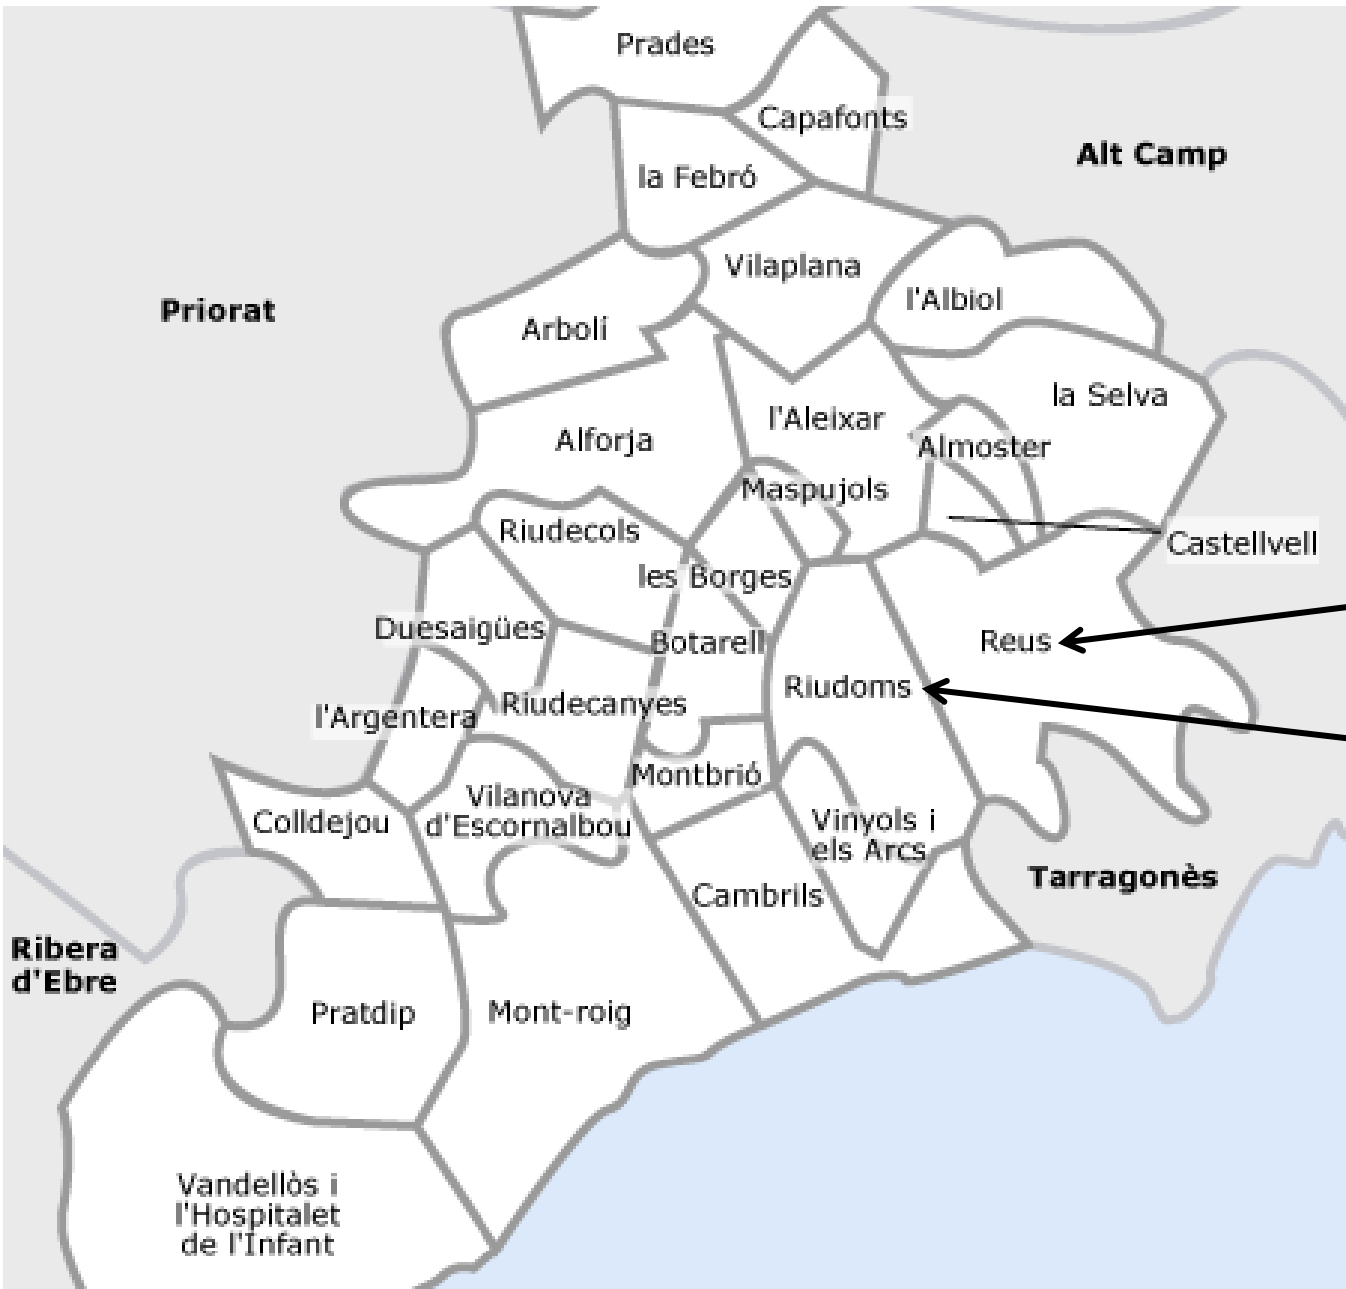 Prades
Capafonts
Alt Camp
la Febró
Vilaplana
l'Albiol
Priorat
Arbolí
la Selva
l'Aleixar
Alforja
Almoster
Maspujols
Riudecols
Castellvell
les Borges
Duesaigües
Botarell
Reus
Riudoms
l'Argentera
Riudecanyes
Montbrió
Vilanova
d'Escornalbou
Colldejou
Vinyols i
els Arcs
Tarragonès
Cambrils
Ribera
d'Ebre
Pratdip
Mont-roig
Vandellòs i
l'Hospitalet
de l'Infant